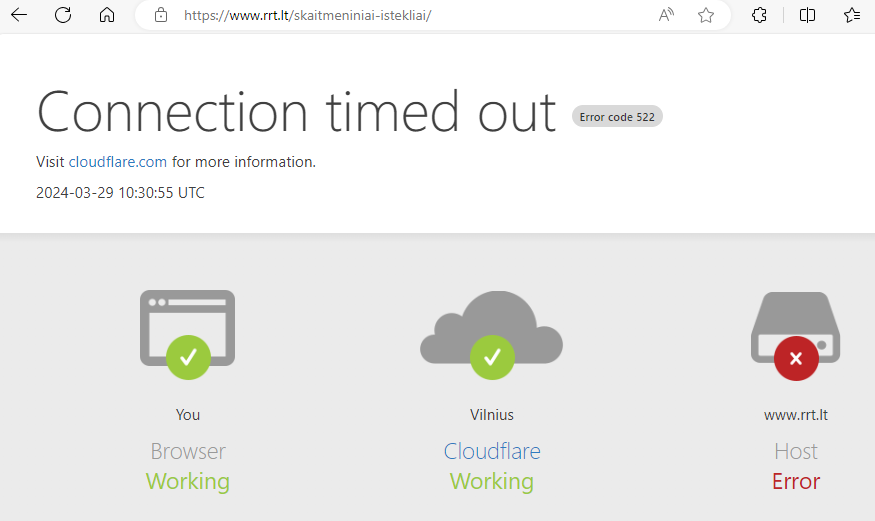 https://www.rrt.lt/skaitmeniniai-istekliai/
Connection timed out Error code 522
Visit cloudflare.com for more information.
2024-03-29 10:30:55 UTC
You Vilnius www.rrt.lt
Browser Cloudflare Host
Working Working Error